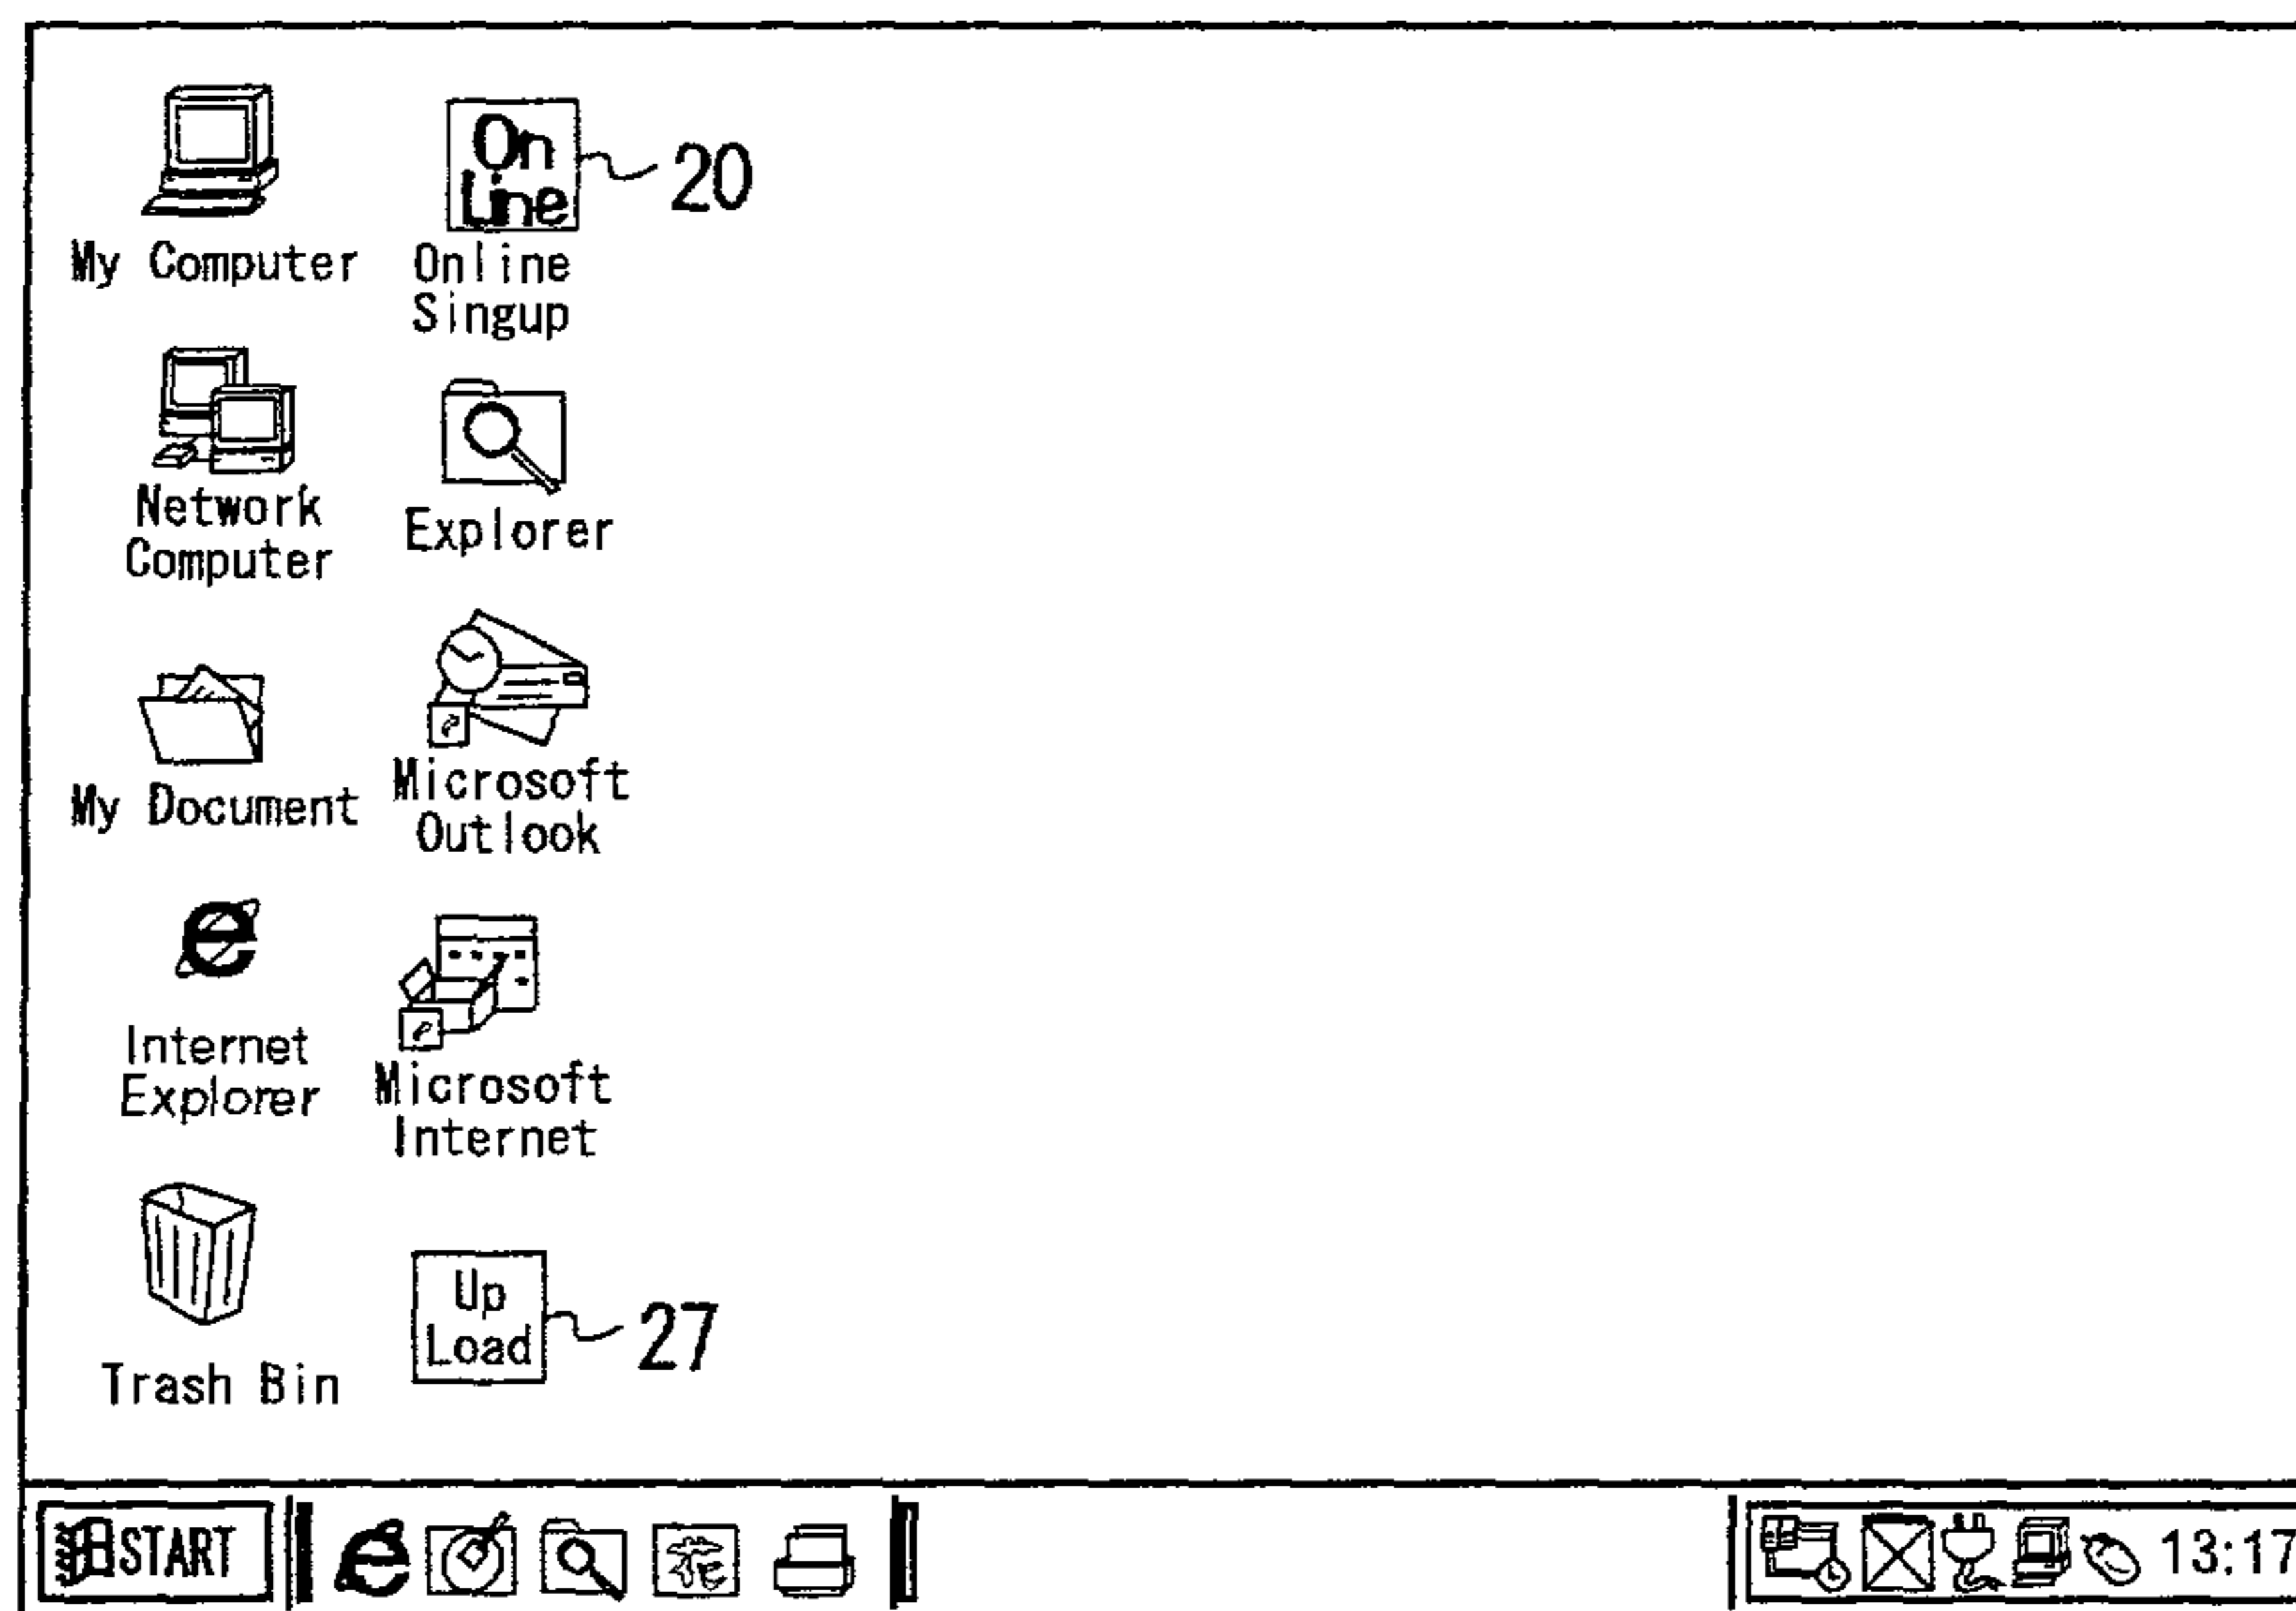 On
Line
20
My Computer
Online
Singup
Network
Computer
Explorer
My Document
Microsoft
Outlook
Internet
Explorer
Microsoft
Internet
Trash Bin
Up
Load
27
START
13:17